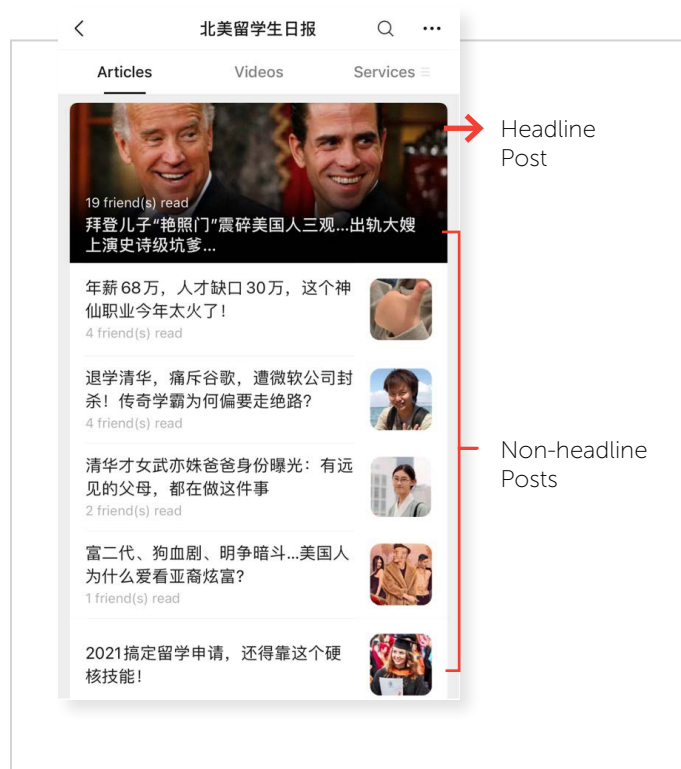 北美留学生日报
Articles Videos Services
19 friend(s) read
拜登儿子“艳照门”震碎美国人三观...出轨大嫂
上演史诗级坑爹...
年薪68万，人才缺口30万，这个神
仙职业今年太火了！
4 friend(s) read
退学清华，痛斥谷歌，遭微软公司封
杀！传奇学霸为何偏要走绝路？
4 friend(s) read
清华才女武亦姝爸爸身份曝光：有远
见的父母，都在做这件事
2 friend(s) read
富二代、狗血剧、明争暗斗...美国人
为什么爱看亚裔炫富？
1 friend(s) read
2021搞定留学申请，还得靠这个硬
核技能！
Headline
Post
Non-headline
Posts